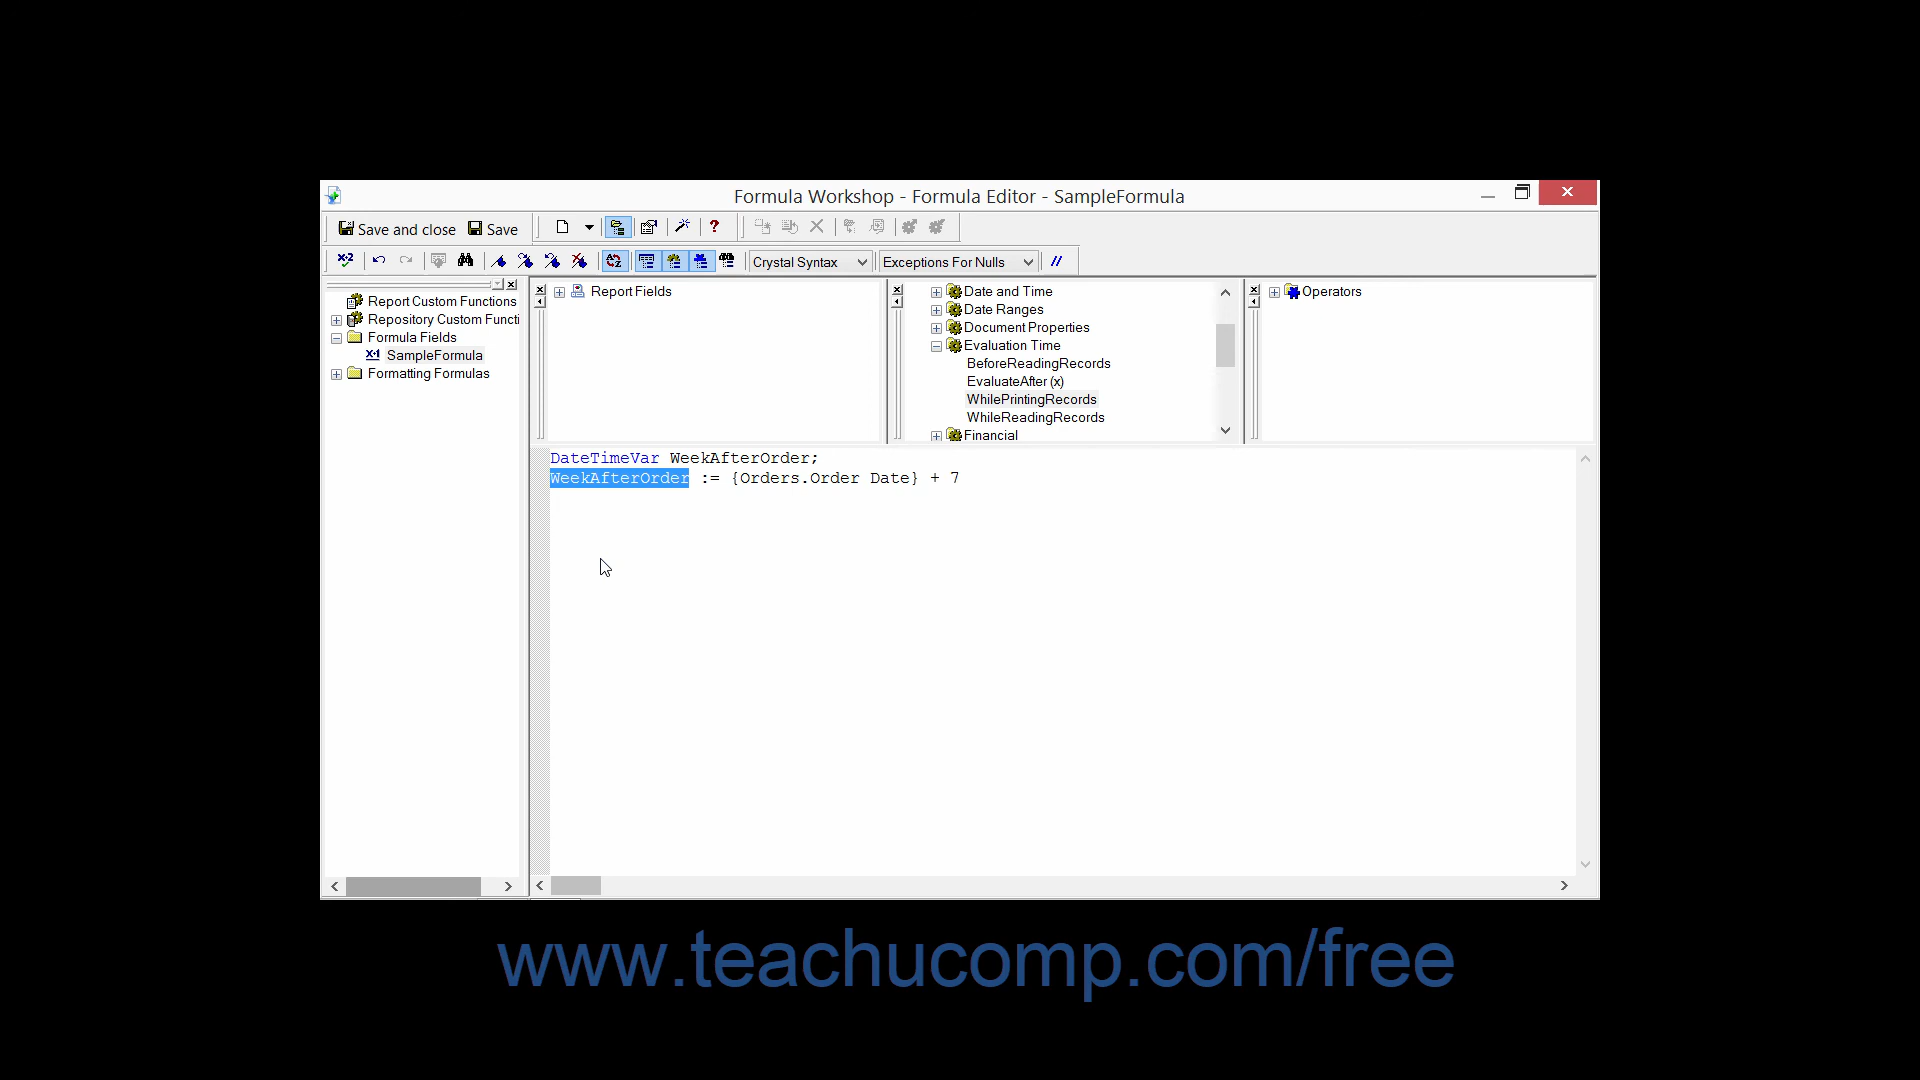 Formula Workshop - Formula Editor - SampleFormula
Save and close Save
Crystal Syntax Exceptions For Nulls //
Report Custom Functions
Repository Custom Functi
Formula Fields
SampleFormula
Formatting Formulas
Report Fields
Date and Time
Date Ranges
Document Properties
Evaluation Time
BeforeReadingRecords
EvaluateAfter (x)
WhilePrintingRecords
WhileReadingRecords
Financial
Operators
DateTimeVar WeekAfterOrder;
WeekAfterOrder := {Orders.Order Date} + 7
www.teachucomp.com/free